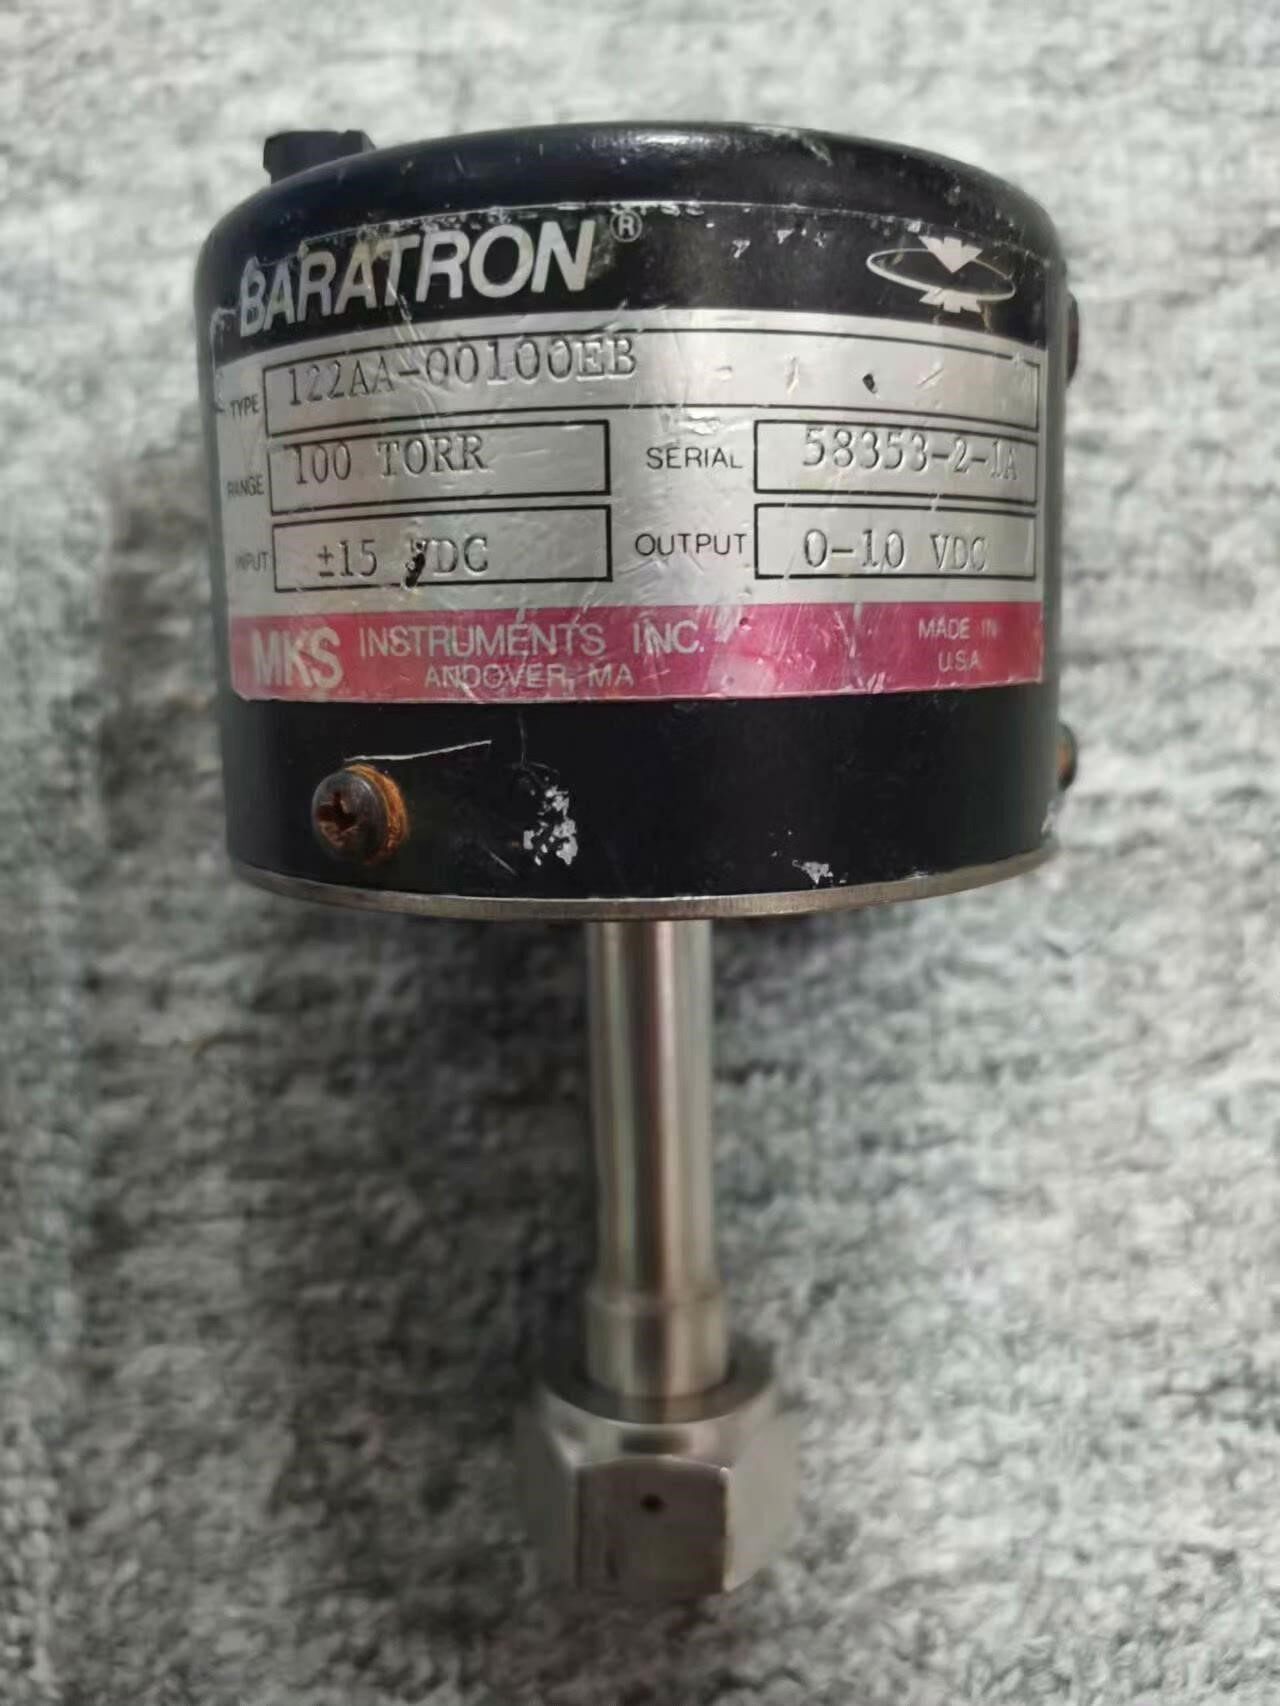 BARATRON®
TYPE 122AA-00100EB
RANGE 100 TORR SERIAL 58353-2-1A
INPUT ±15 VDC OUTPUT 0-10 VDC
MKS INSTRUMENTS INC. MADE IN
ANDOVER, MA U.S.A